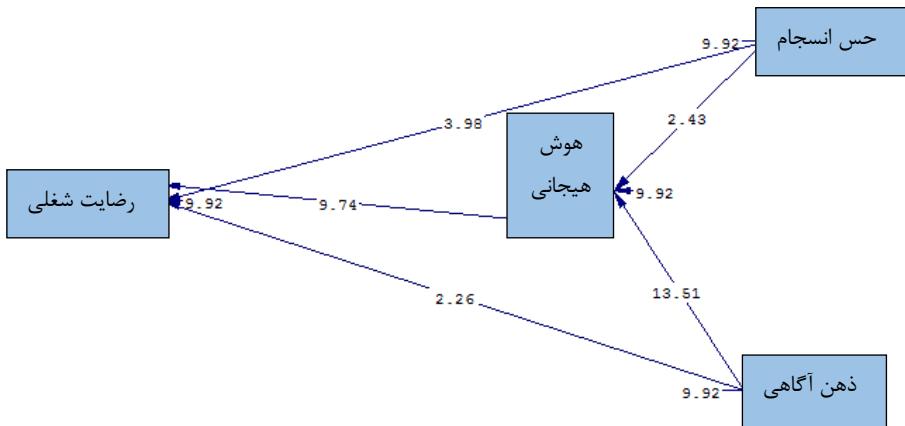 حس انسجام
9.92
3.98
2.43
هوش
هیجانی
رضایت شغلی
9.92
9.74
9.92
2.26
13.51
ذهن آگاهی
9.92